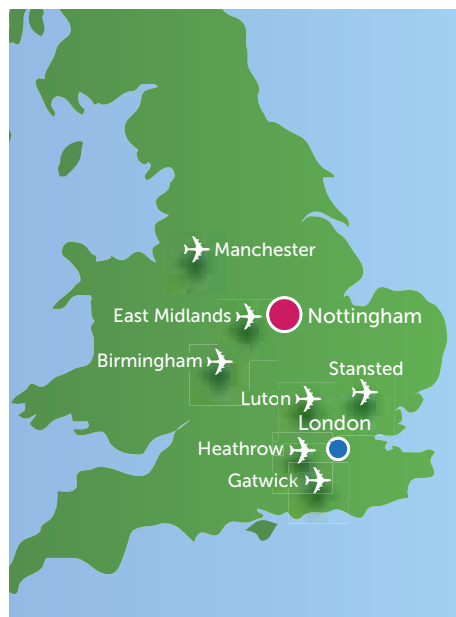 Manchester
East Midlands
Nottingham
Birmingham
Stansted
Luton
London
Heathrow
Gatwick